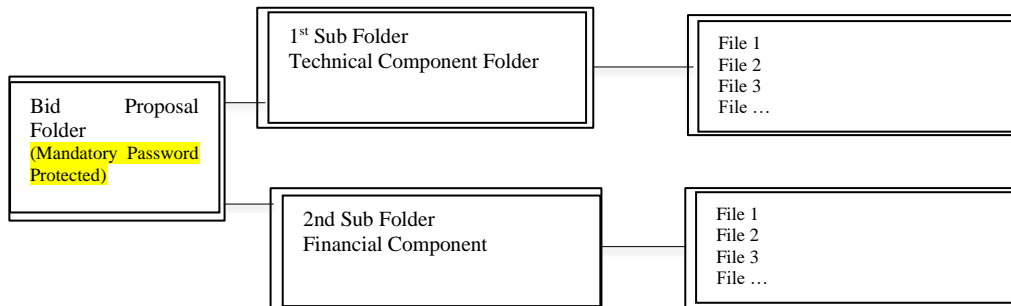 Bid Proposal
Folder
(Mandatory Password
Protected)
1st Sub Folder
Technical Component Folder
File 1
File 2
File 3
File …
2nd Sub Folder
Financial Component
File 1
File 2
File 3
File …